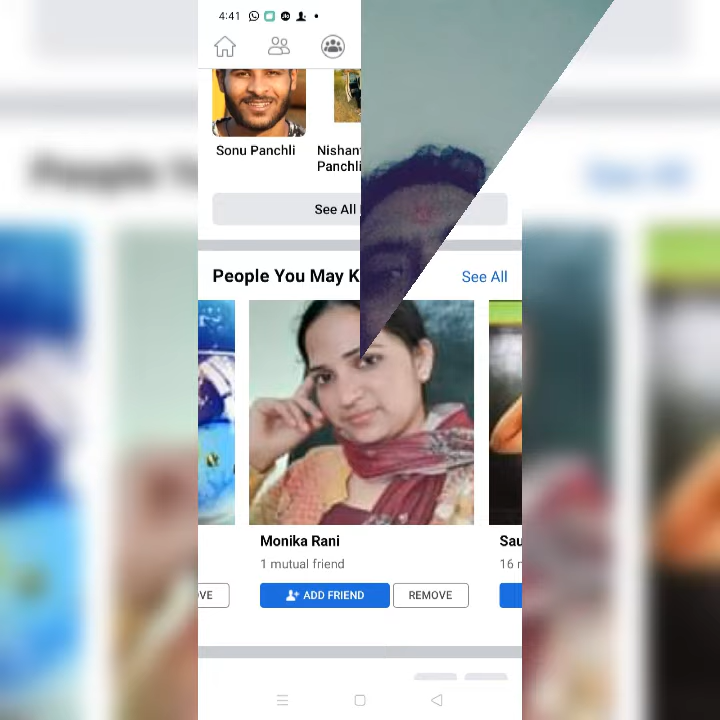 4:41
Sonu Panchli
Nishant
Panchli
See All
People You May K
See All
Monika Rani
Sau
1 mutual friend
16 m
OVE
ADD FRIEND
REMOVE